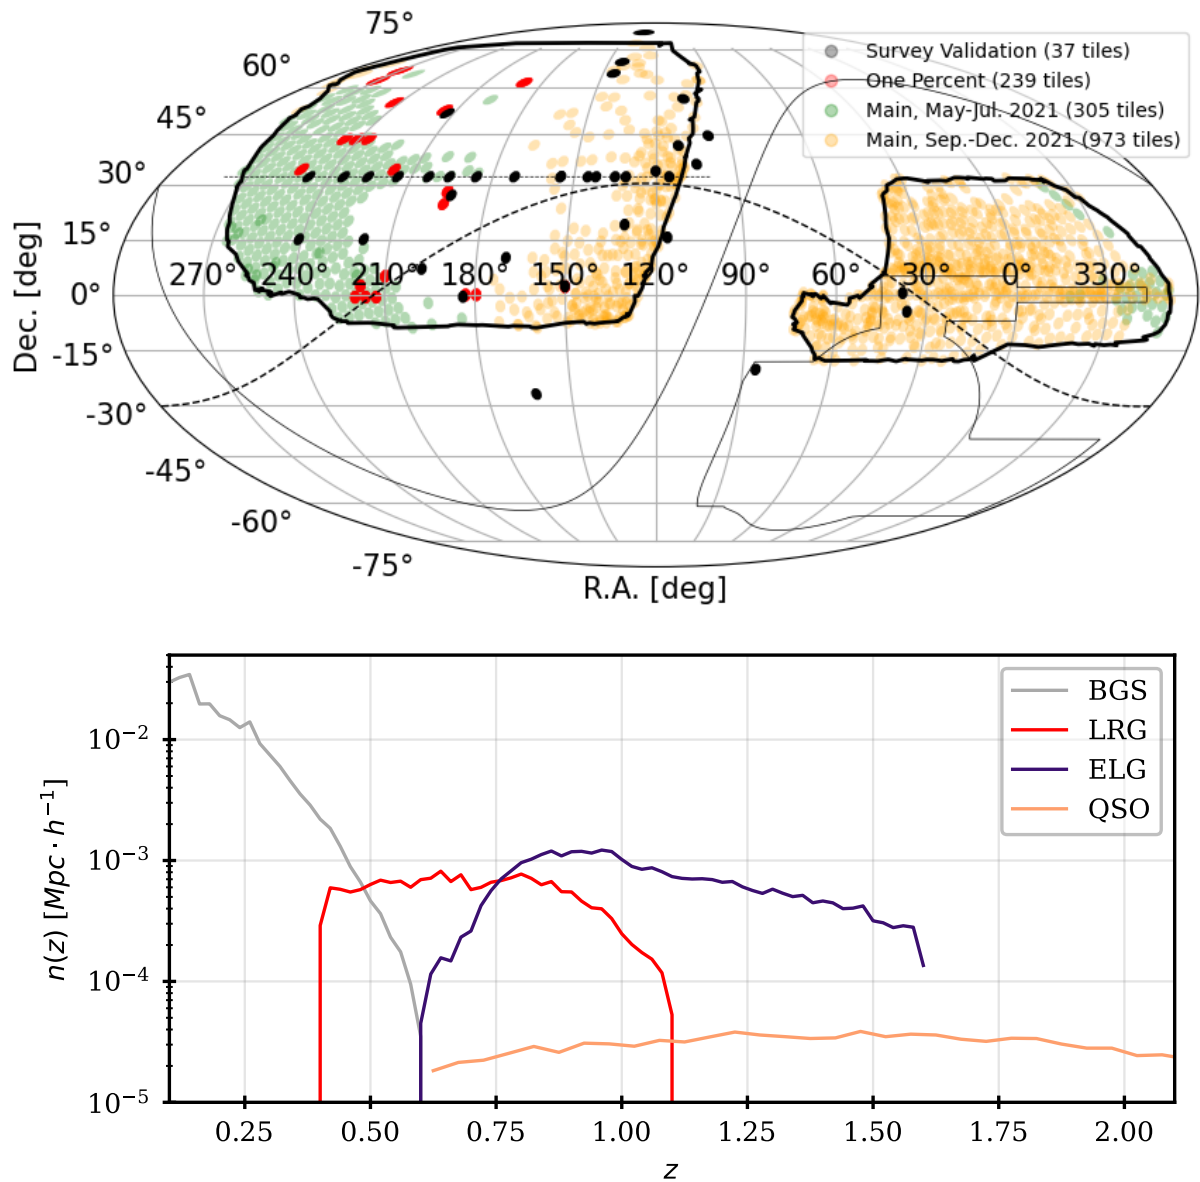 75°
60°
45°
30°
15°
0°
-15°
-30°
-45°
-60°
-75°
Dec. [deg]
270° 240° 210° 180° 150° 120° 90° 60° 30° 0° 330°
R.A. [deg]
Survey Validation (37 tiles)
One Percent (239 tiles)
Main, May-Jul. 2021 (305 tiles)
Main, Sep.-Dec. 2021 (973 tiles)
n(z) [Mpc · h⁻¹]
10⁻²
10⁻³
10⁻⁴
10⁻⁵
BGS
LRG
ELG
QSO
0.25 0.50 0.75 1.00 1.25 1.50 1.75 2.00
z